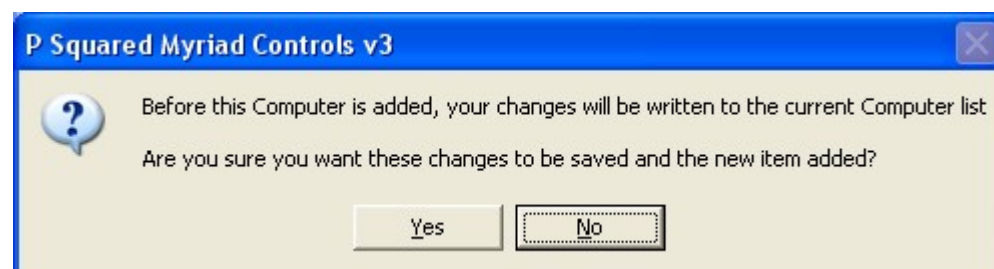 P Squared Myriad Controls v3
Before this Computer is added, your changes will be written to the current Computer list
Are you sure you want these changes to be saved and the new item added?
Yes No